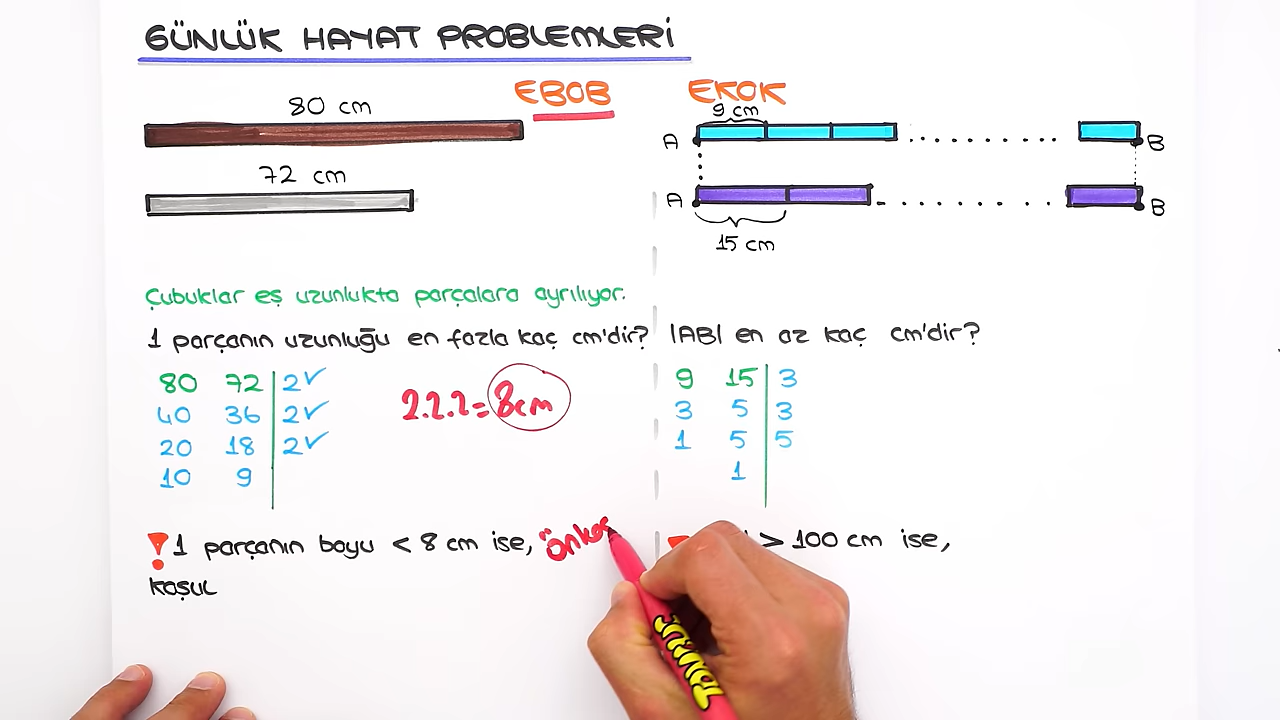 GÜNLÜK HAYAT PROBLEMLERİ
EBOB
80 cm
72 cm
Çubuklar eş uzunlukta parçalara ayrılıyor.
1 parçanın uzunluğu en fazla kaç cm'dir?
80 72 2✓
40 36 2✓
20 18 2✓
10 9
2.2.2=8cm
! 1 parçanın boyu < 8 cm ise, "önkoş
koşul
EKOK
9 cm
A B
A B
15 cm
|AB| en az kaç cm'dir?
9 15 3
3 5 3
1 5 5
1
> 100 cm ise,